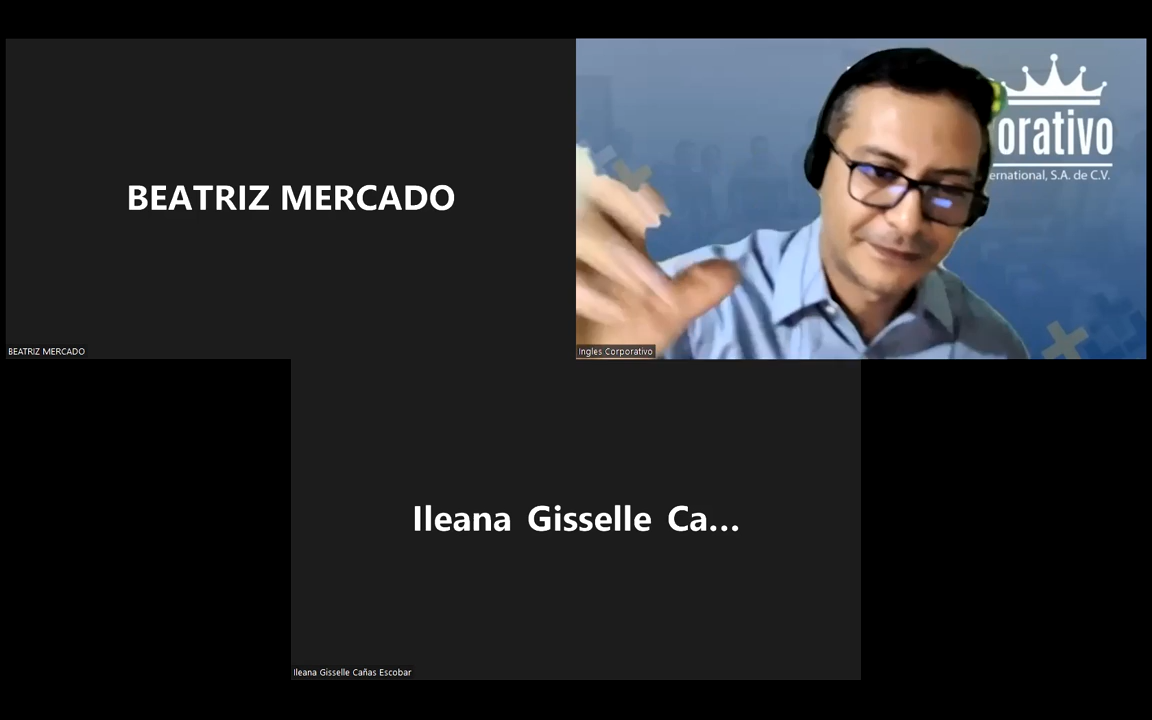 BEATRIZ MERCADO
BEATRIZ MERCADO
orativo
ernational, S.A. de C.V.
Ingles Corporativo
Ileana Gisselle Ca...
Ileana Gisselle Cañas Escobar